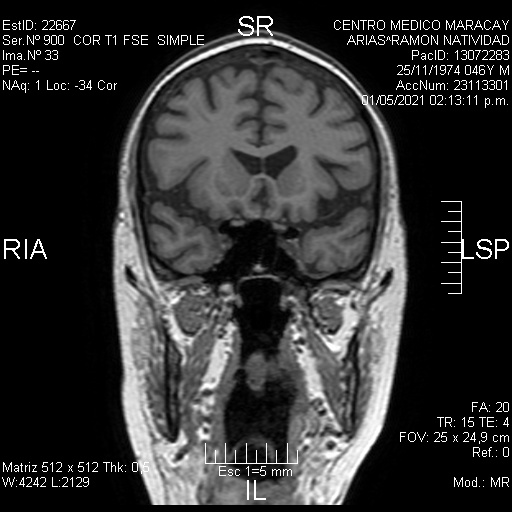 EstID: 22667
Ser.Nº 900 COR T1 FSE SIMPLE
Ima.Nº 33
PE= --
NAq: 1 Loc: -34 Cor
SR
CENTRO MEDICO MARACAY
ARIAS^RAMON NATIVIDAD
PacID: 13072283
25/11/1974 046Y M
AccNum: 23113301
01/05/2021 02:13:11 p.m.
RIA
LSP
FA: 20
TR: 15 TE: 4
FOV: 25 x 24,9 cm
Ref.: 0
Mod.: MR
Matriz 512 x 512 Thk: 0,5
W:4242 L:2129
Esc 1=5 mm
IL